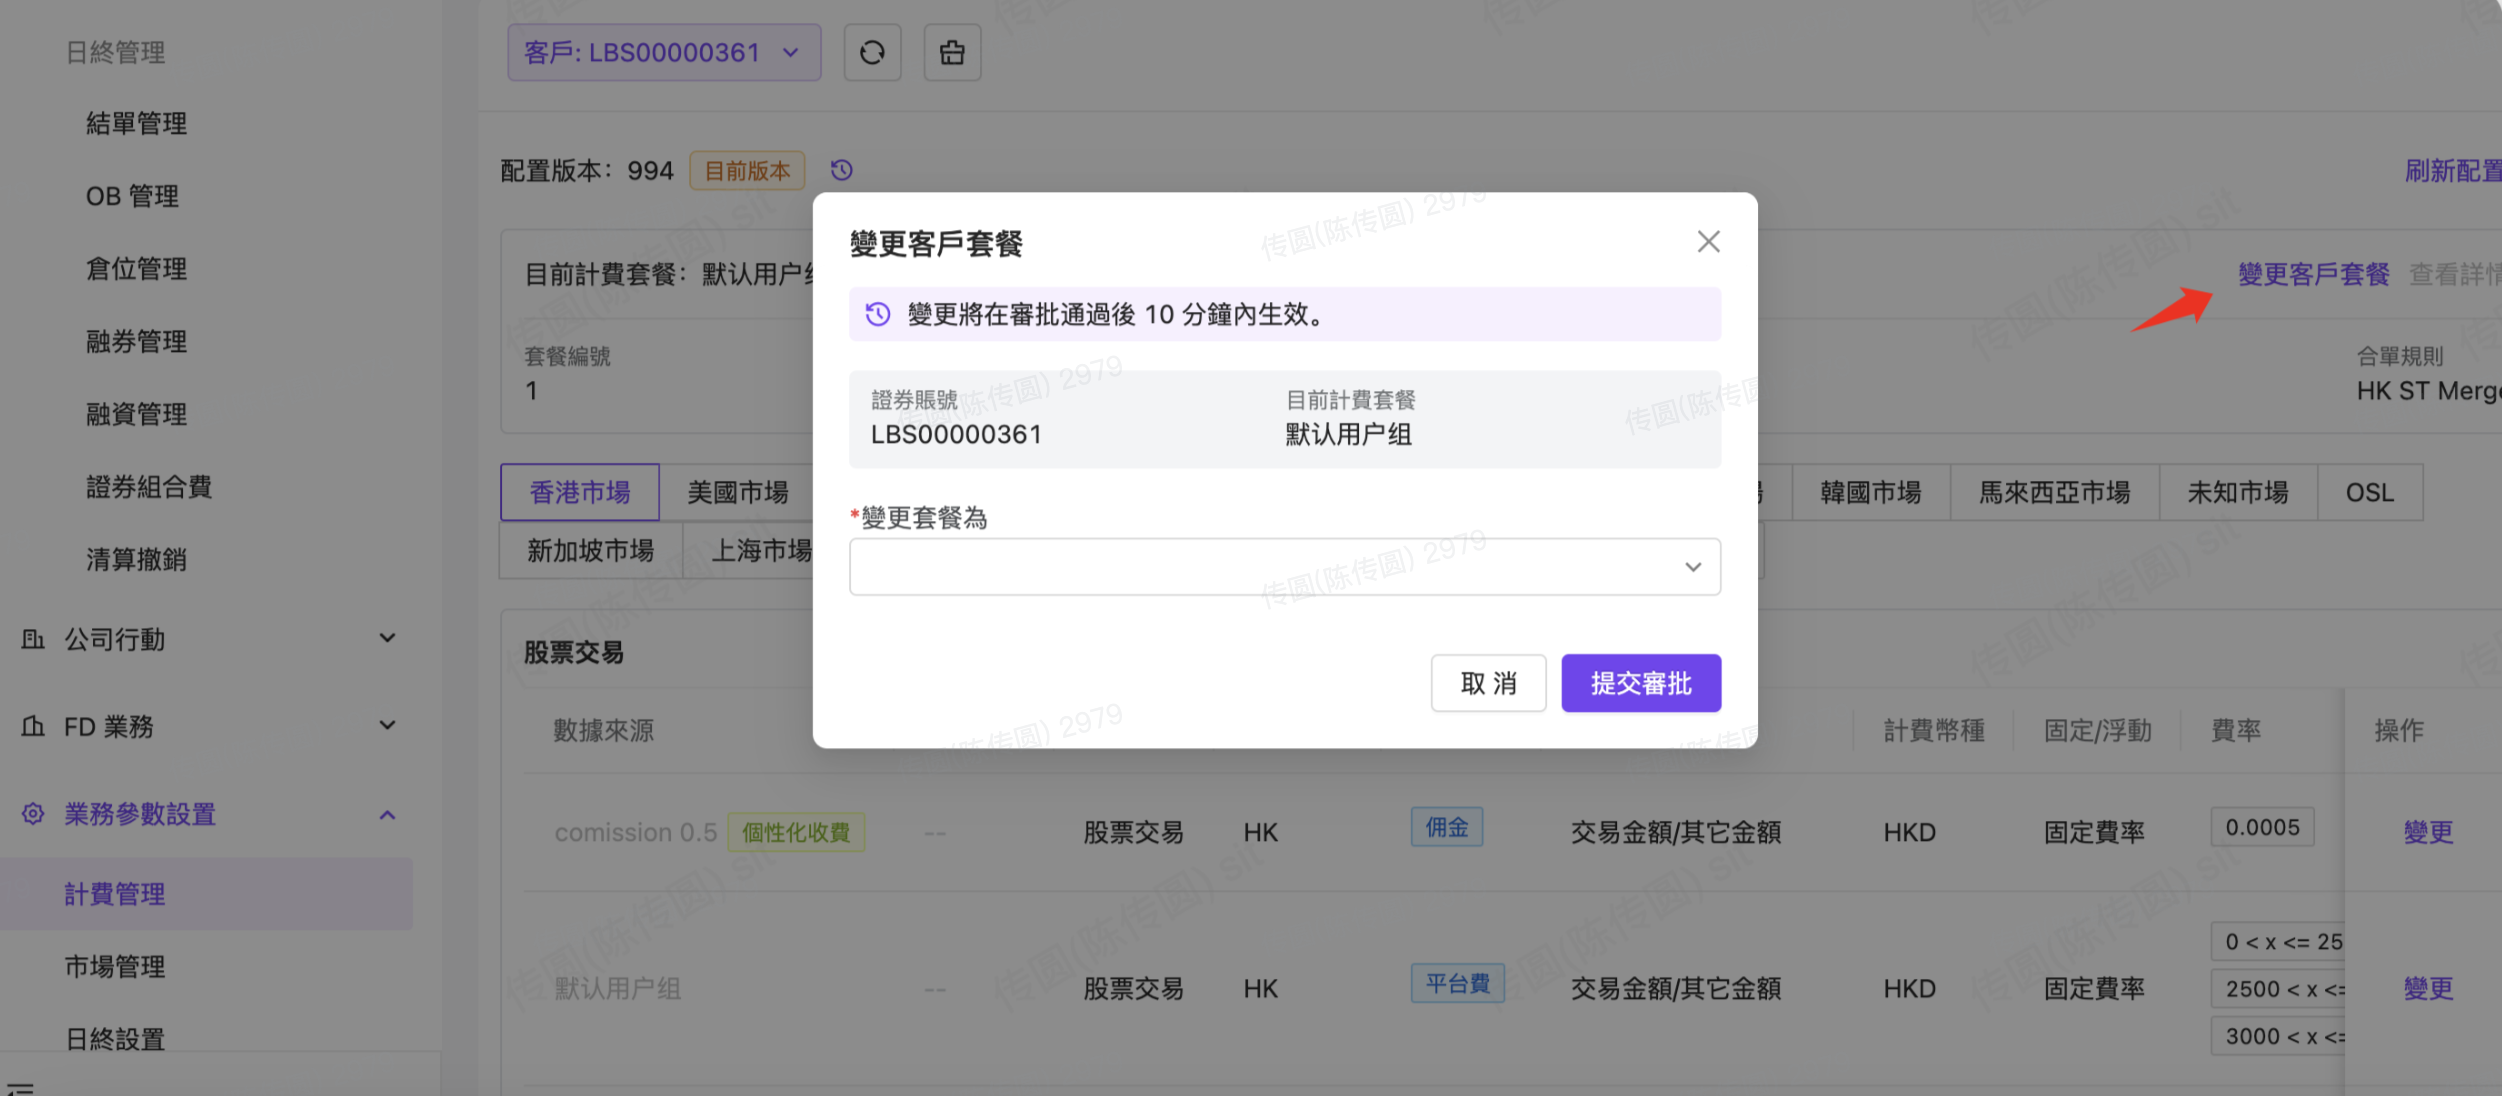 日終管理
結單管理
OB 管理
倉位管理
融券管理
融資管理
證券組合費
清算撤銷
公司行動
FD 業務
業務參數設置
計費管理
市場管理
日終設置
客戶: LBS00000361
配置版本：994 目前版本
刷新配置
目前計費套餐：默认用户
變更客戶套餐 查看詳情
套餐編號
1
合單規則
HK ST Merge
香港市場 美國市場 韓國市場 馬來西亞市場 未知市場 OSL
新加坡市場 上海市場
股票交易
數據來源 計費幣種 固定/浮動 費率 操作
comission 0.5 個性化收費 -- 股票交易 HK 佣金 交易金額/其它金額 HKD 固定費率 0.0005 變更
默认用户组 -- 股票交易 HK 平台費 交易金額/其它金額 HKD 固定費率 0 < x <= 25 變更
2500 < x <=
3000 < x <=
變更客戶套餐
變更將在審批通過後 10 分鐘內生效。
證券賬號 目前計費套餐
LBS00000361 默认用户组
*變更套餐為
取 消 提交審批
传圆(陈传圆) 2979
传圆(陈传圆) sit